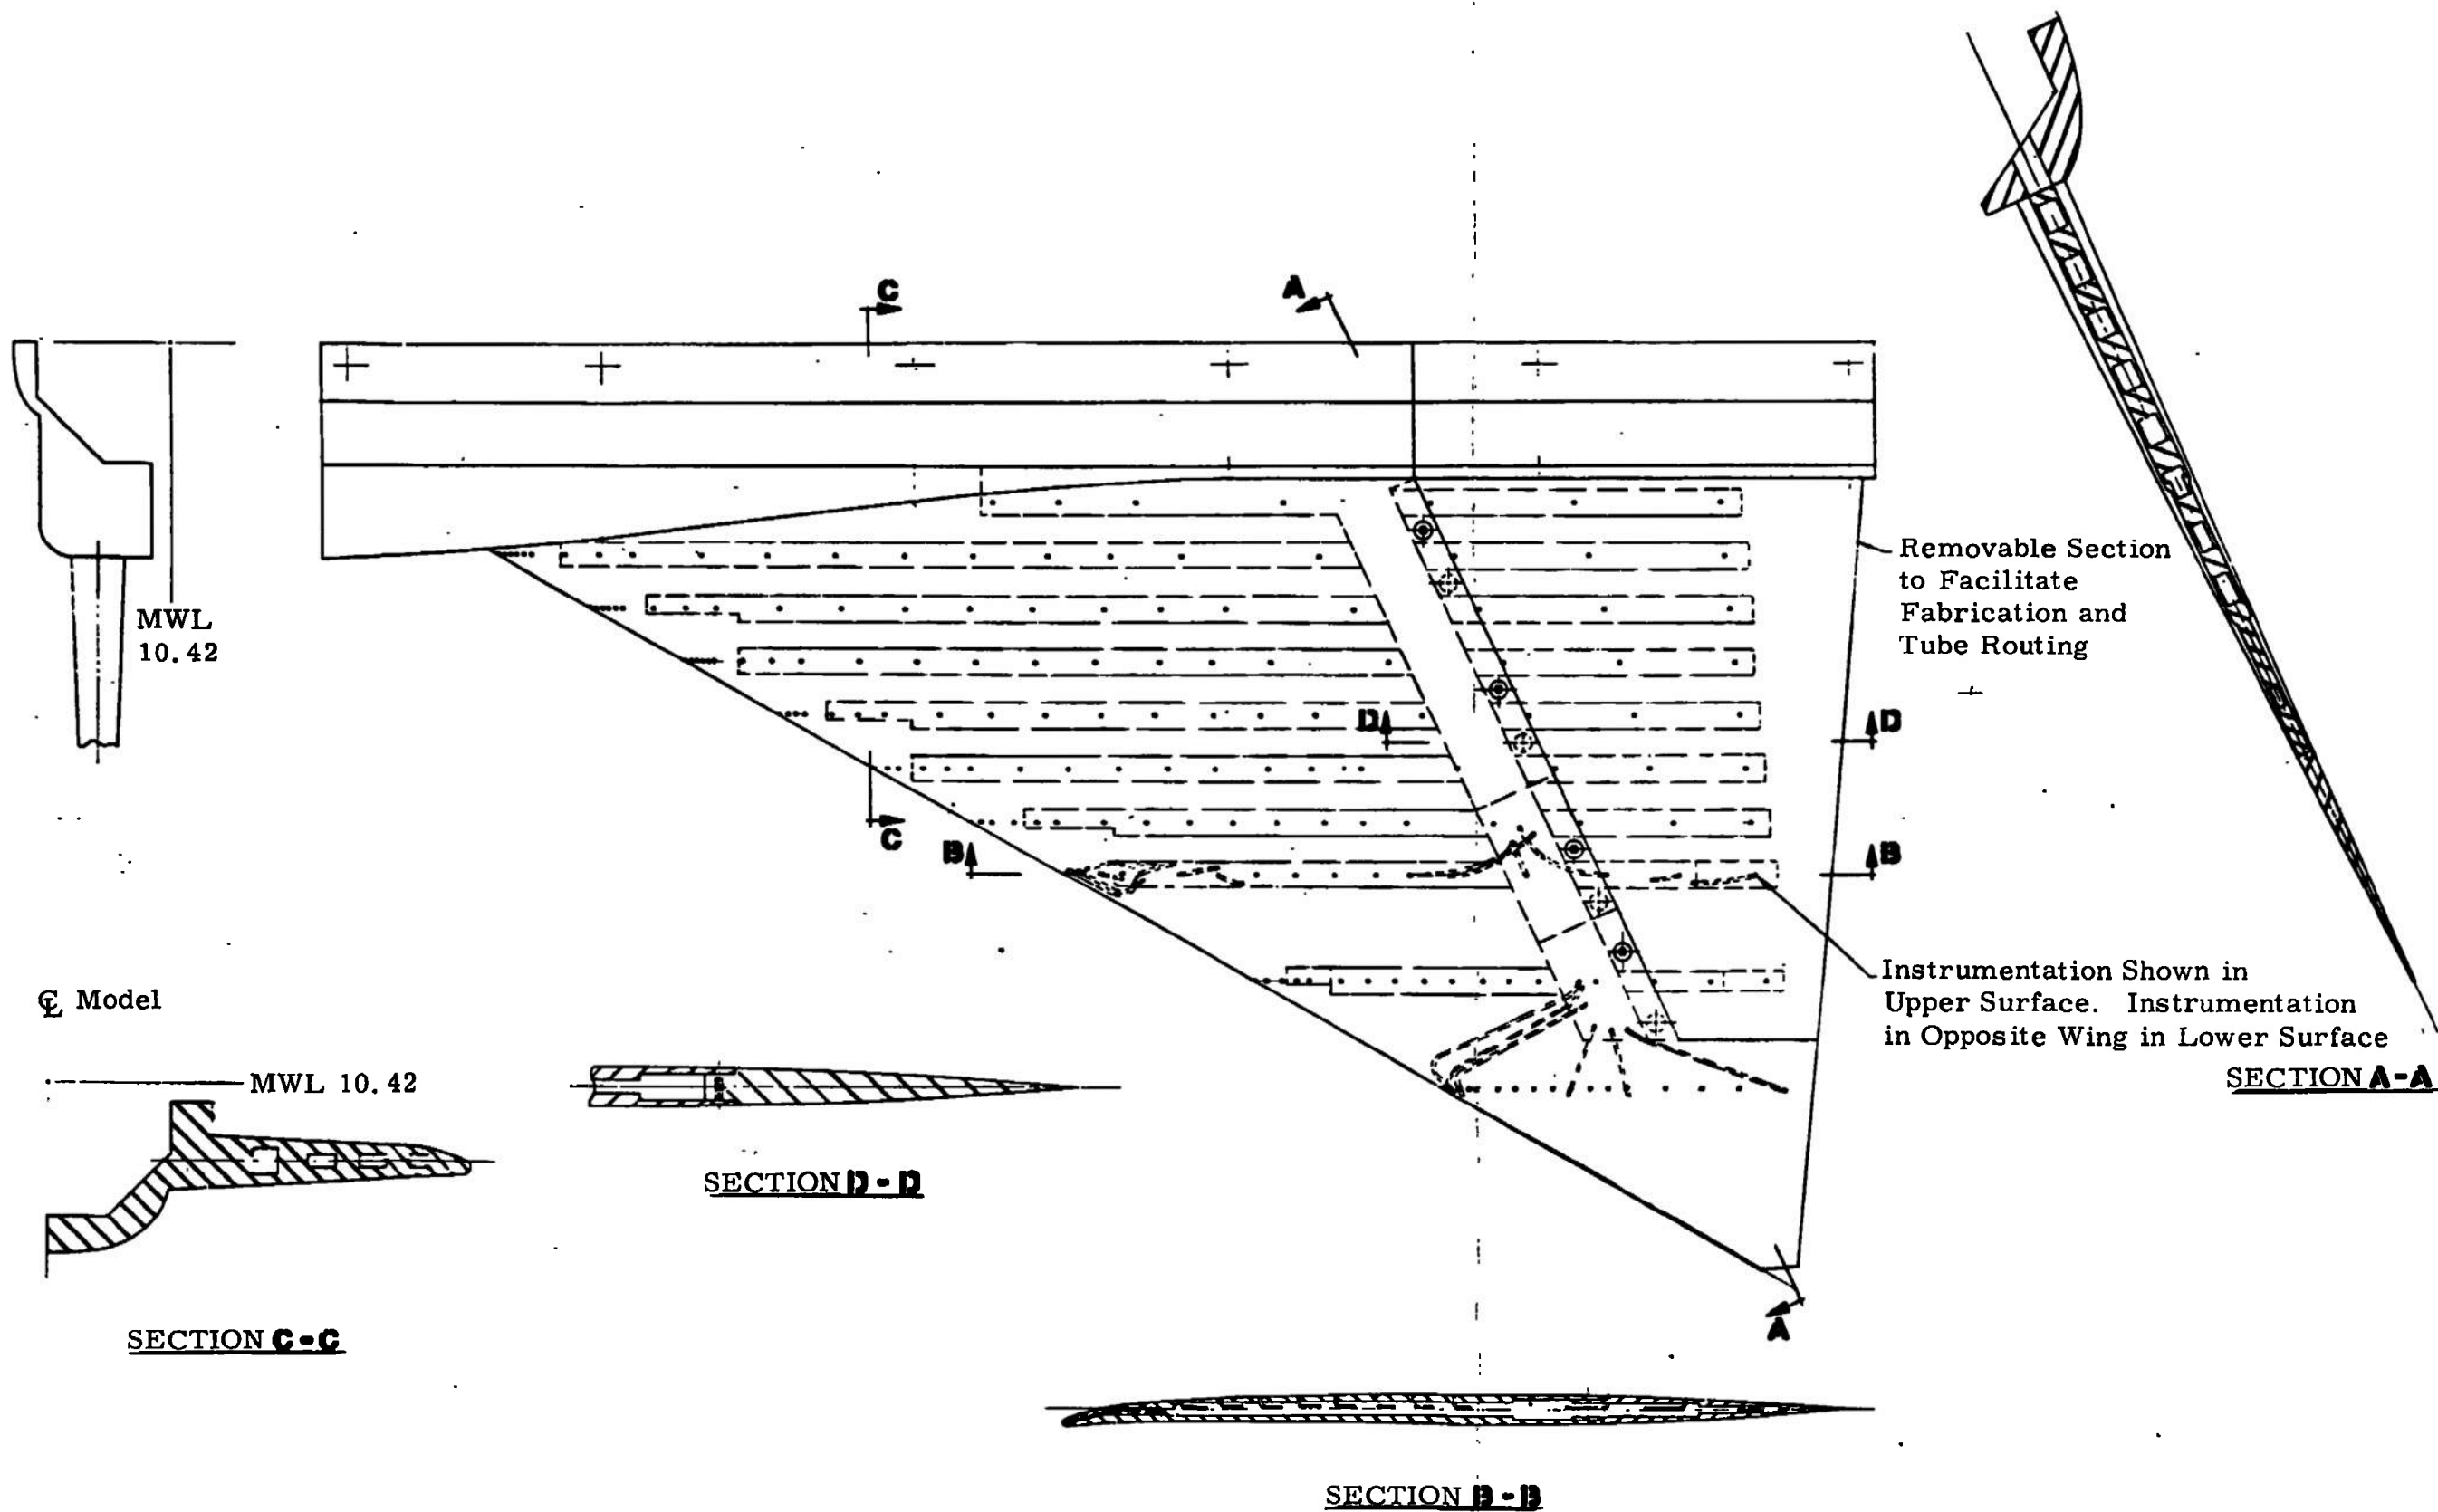 C
A
MWL
10.42
Removable Section
to Facilitate
Fabrication and
Tube Routing
D
D
C
B
B
Instrumentation Shown in
Upper Surface. Instrumentation
in Opposite Wing in Lower Surface
SECTION A-A
℄ Model
MWL 10.42
SECTION D-D
A
SECTION C-C
SECTION B-B